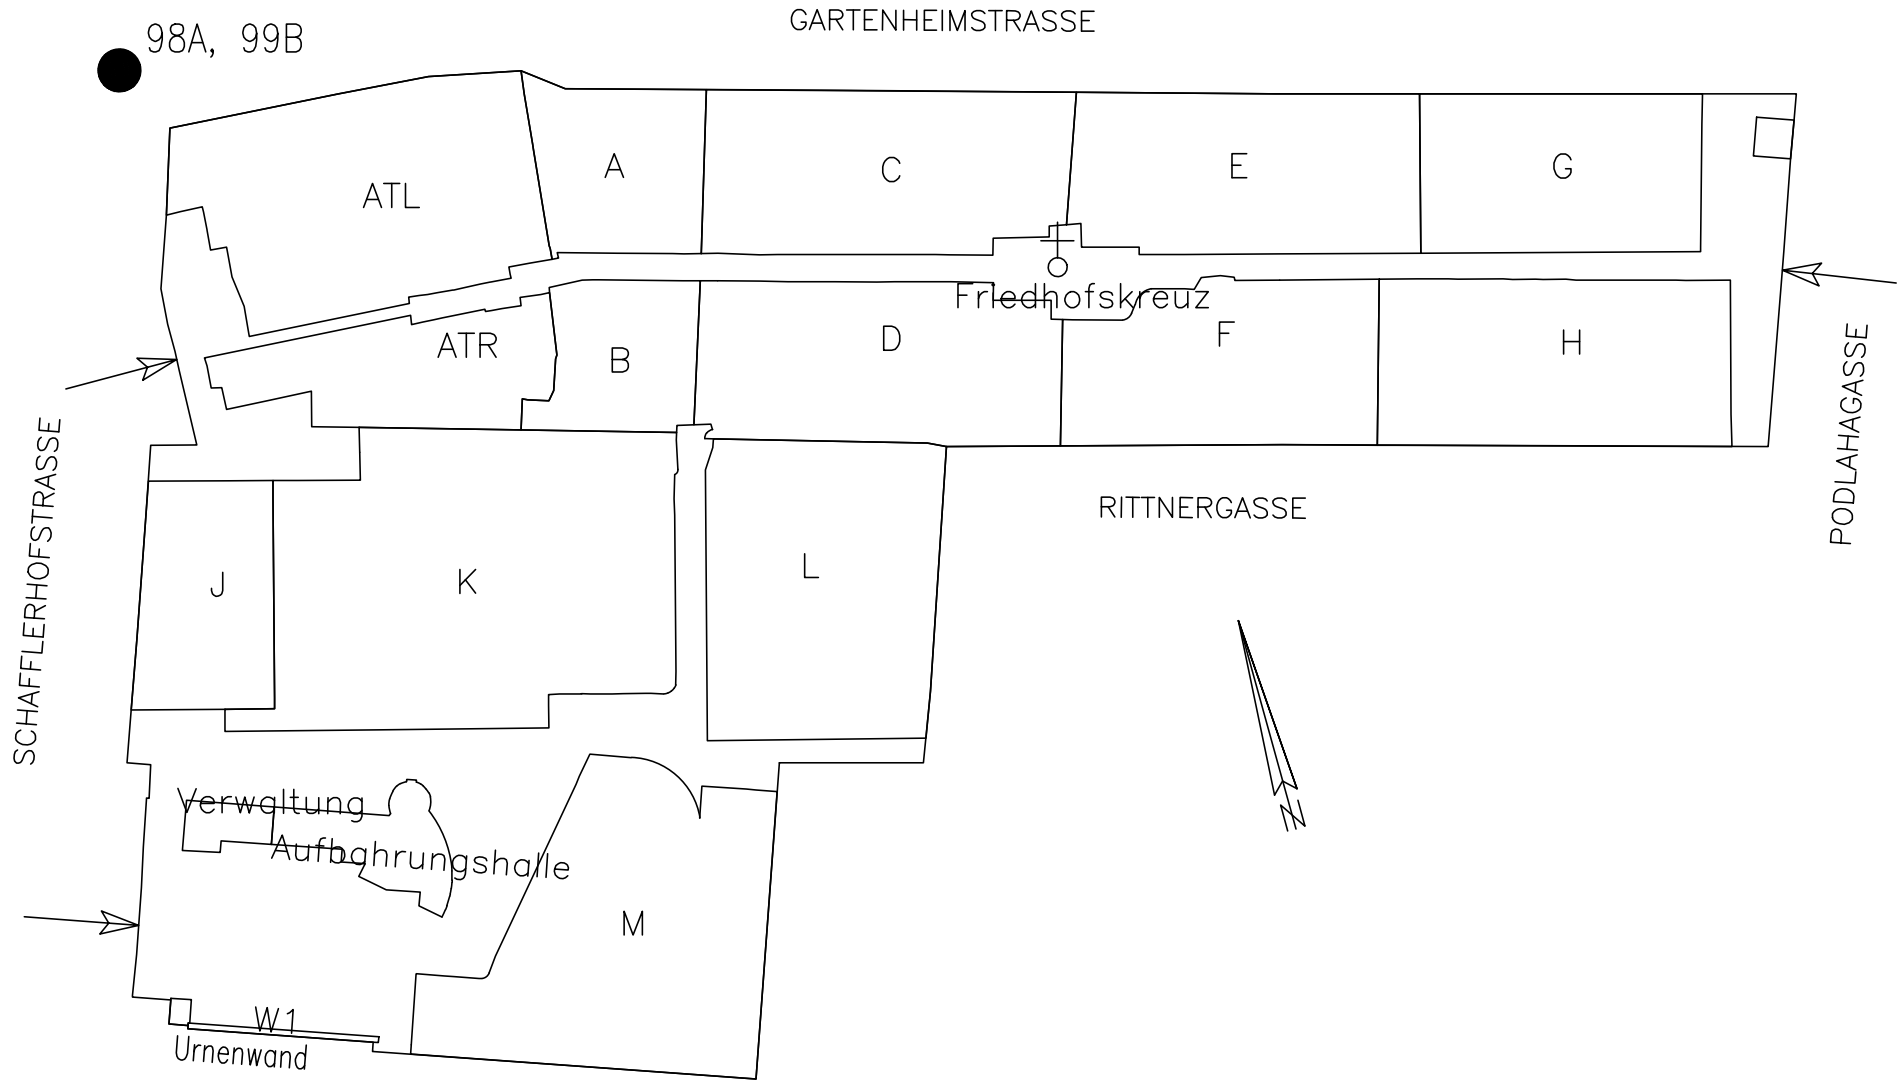 GARTENHEIMSTRASSE
98A, 99B
A
C
E
G
ATL
Friedhofskreuz
ATR
B
D
F
H
PODLAHAGASSE
SCHAFFLERHOFSTRASSE
RITTNERGASSE
J
K
L
Verwaltung
Aufbahrungshalle
N
M
W1
Urnenwand